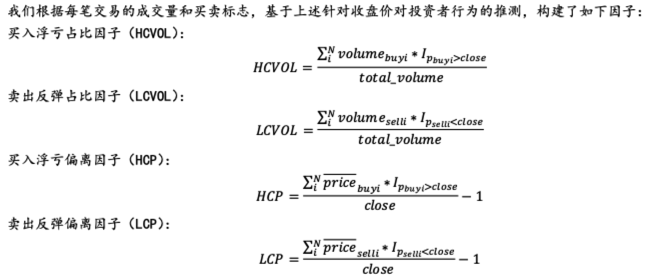 我们根据每笔交易的成交量和买卖标志，基于上述针对收盘价对投资者行为的推测，构建了如下因子：
买入浮亏占比因子（HCVOL）：
HCVOL = \frac{\sum_i^N volume_{buyi} * I_{p_{buyi}>close}}{total\_volume}
卖出反弹占比因子（LCVOL）：
LCVOL = \frac{\sum_i^N volume_{selli} * I_{p_{selli}<close}}{total\_volume}
买入浮亏偏离因子（HCP）：
HCP = \frac{\sum_i^N \overline{price}_{buyi} * I_{p_{buyi}>close}}{close} - 1
卖出反弹偏离因子（LCP）：
LCP = \frac{\sum_i^N \overline{price}_{selli} * I_{p_{selli}<close}}{close} - 1